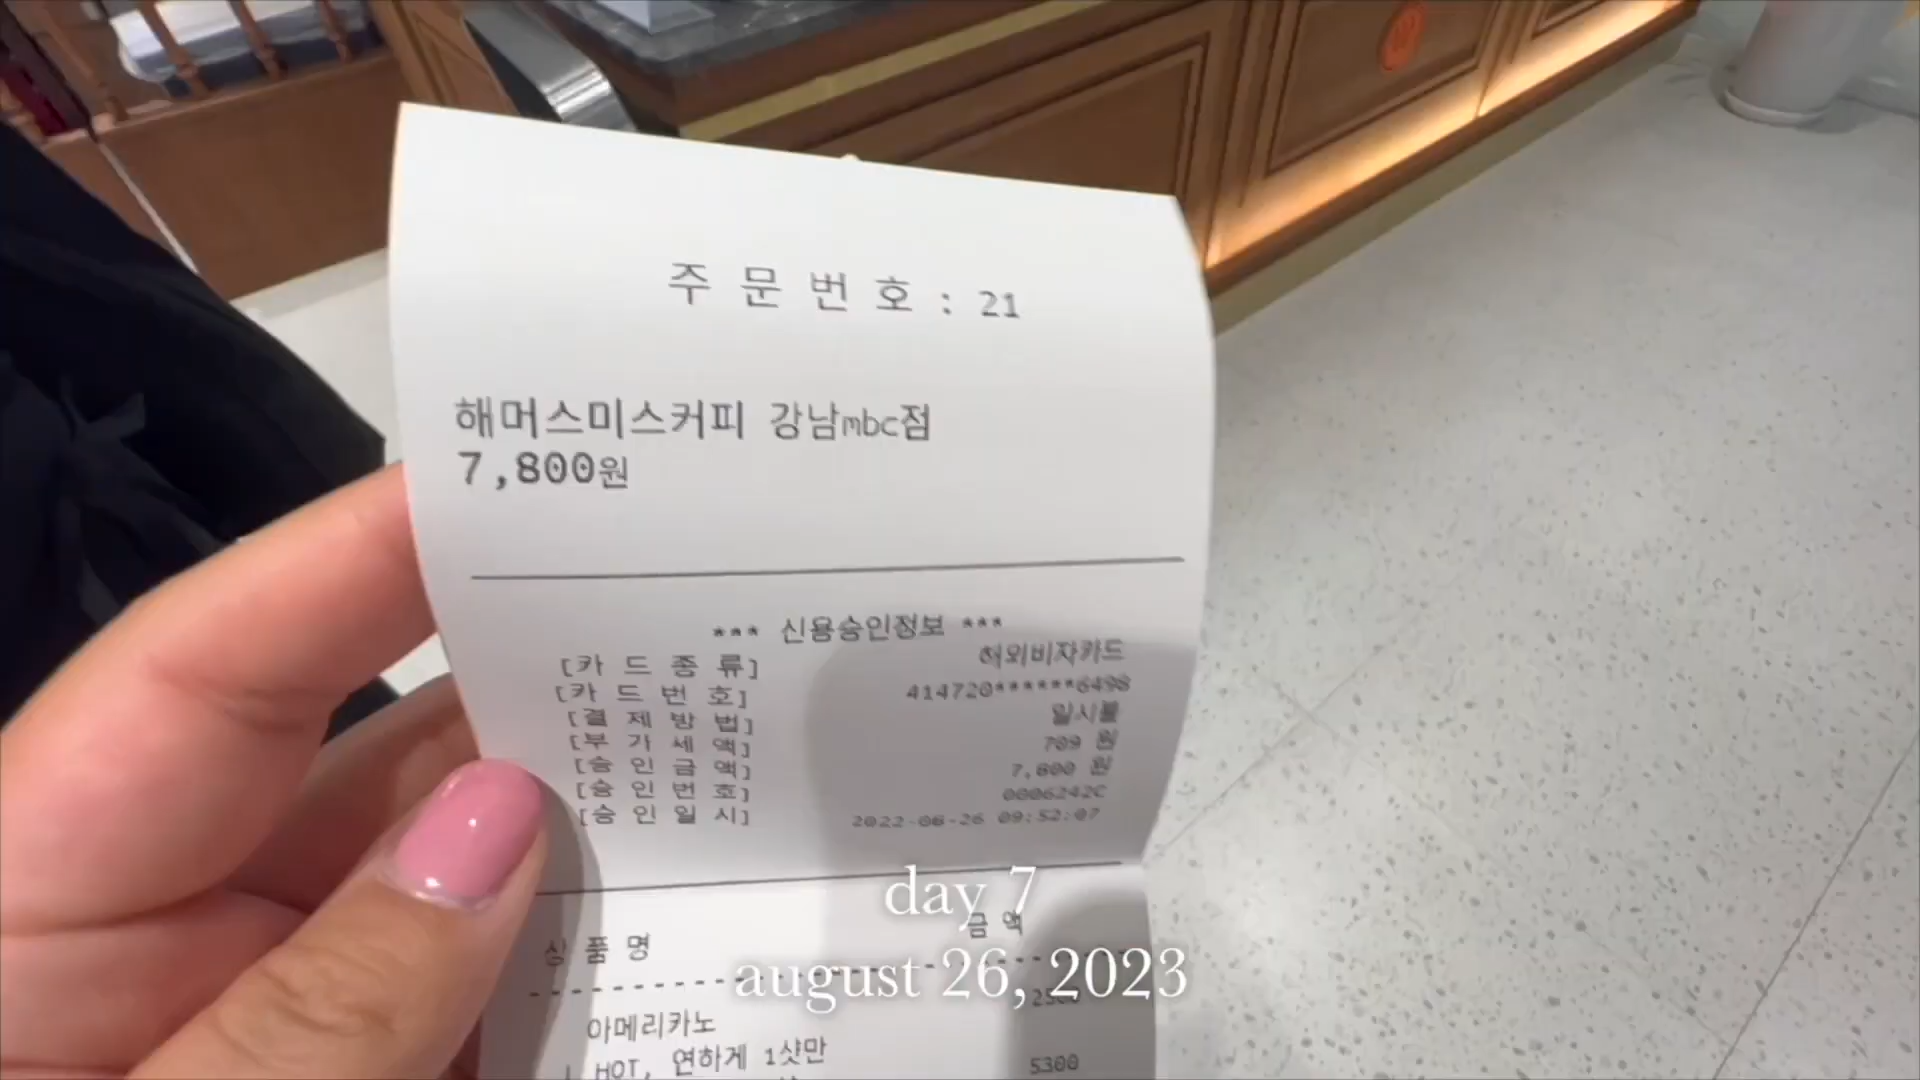 주 문 번 호 : 21
해머스미스커피 강남mbc점
7,800원
*** 신용승인정보 ***
[카 드 종 류] 해외비자카드
[카 드 번 호] 414720******6498
[결 제 방 법] 일시불
[부 가 세 액] 709 원
[승 인 금 액] 7,800 원
[승 인 번 호] 0006242C
[승 인 일 시] 2022-08-26 09:52:07
상 품 명 금 액
아메리카노 2500
HOT, 연하게 1샷만
5300
day 7
august 26, 2023